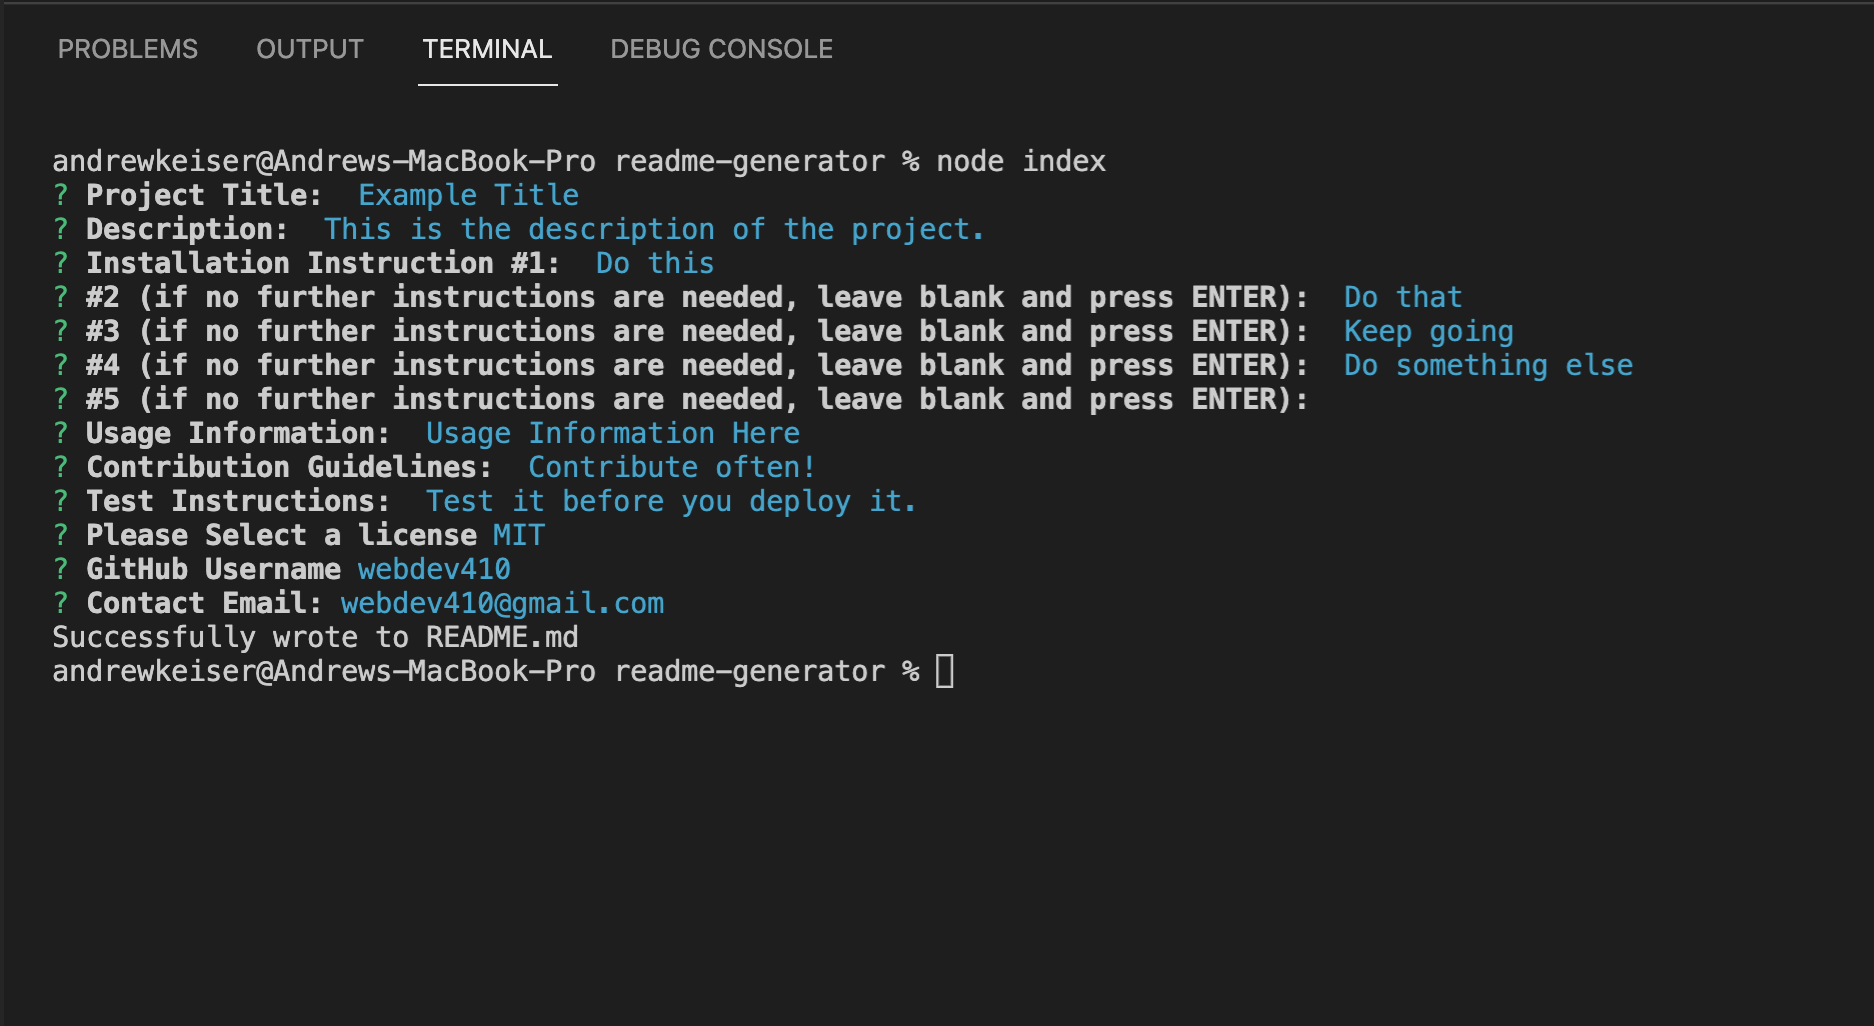 PROBLEMS OUTPUT TERMINAL DEBUG CONSOLE
andrewkeiser@Andrews-MacBook-Pro readme-generator % node index
? Project Title:  Example Title
? Description:  This is the description of the project.
? Installation Instruction #1:  Do this
? #2 (if no further instructions are needed, leave blank and press ENTER):  Do that
? #3 (if no further instructions are needed, leave blank and press ENTER):  Keep going
? #4 (if no further instructions are needed, leave blank and press ENTER):  Do something else
? #5 (if no further instructions are needed, leave blank and press ENTER):
? Usage Information:  Usage Information Here
? Contribution Guidelines:  Contribute often!
? Test Instructions:  Test it before you deploy it.
? Please Select a license MIT
? GitHub Username webdev410
? Contact Email: webdev410@gmail.com
Successfully wrote to README.md
andrewkeiser@Andrews-MacBook-Pro readme-generator %